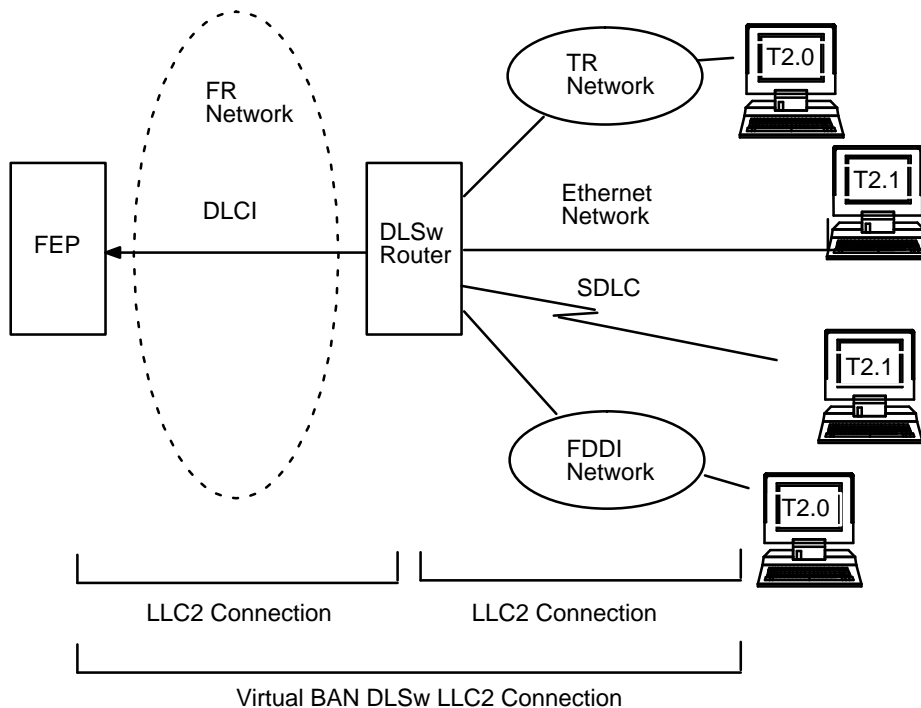 TR
Network
T2.0
FR
Network
T2.1
Ethernet
Network
DLCI
FEP
DLSw
Router
SDLC
T2.1
FDDI
Network
T2.0
LLC2 Connection
LLC2 Connection
Virtual BAN DLSw LLC2 Connection